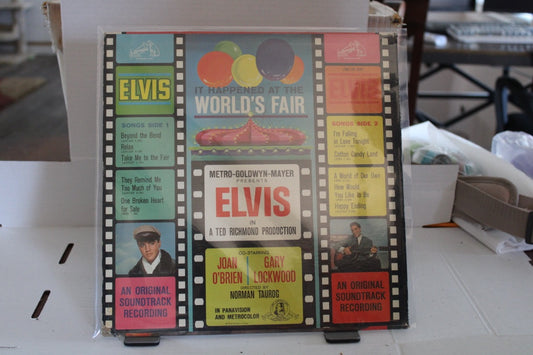 IT HAPPENED AT THE
WORLD'S FAIR
ELVIS
SONGS SIDE 1
Beyond the Bend
Relax
Take Me to the Fair
They Remind Me
Too Much of You
One Broken Heart
for Sale
AN ORIGINAL
SOUNDTRACK
RECORDING
METRO-GOLDWYN-MAYER
PRESENTS
ELVIS
IN
A TED RICHMOND PRODUCTION
CO-STARRING
JOAN
O'BRIEN
GARY
LOCKWOOD
DIRECTED BY
NORMAN TAUROG
IN PANAVISION
AND METROCOLOR
ELVIS
SONGS SIDE 2
I'm Falling
in Love Tonight
Cotton Candy Land
A World of Our Own
How Would
You Like to Be
Happy Ending
AN ORIGINAL
SOUNDTRACK
RECORDING